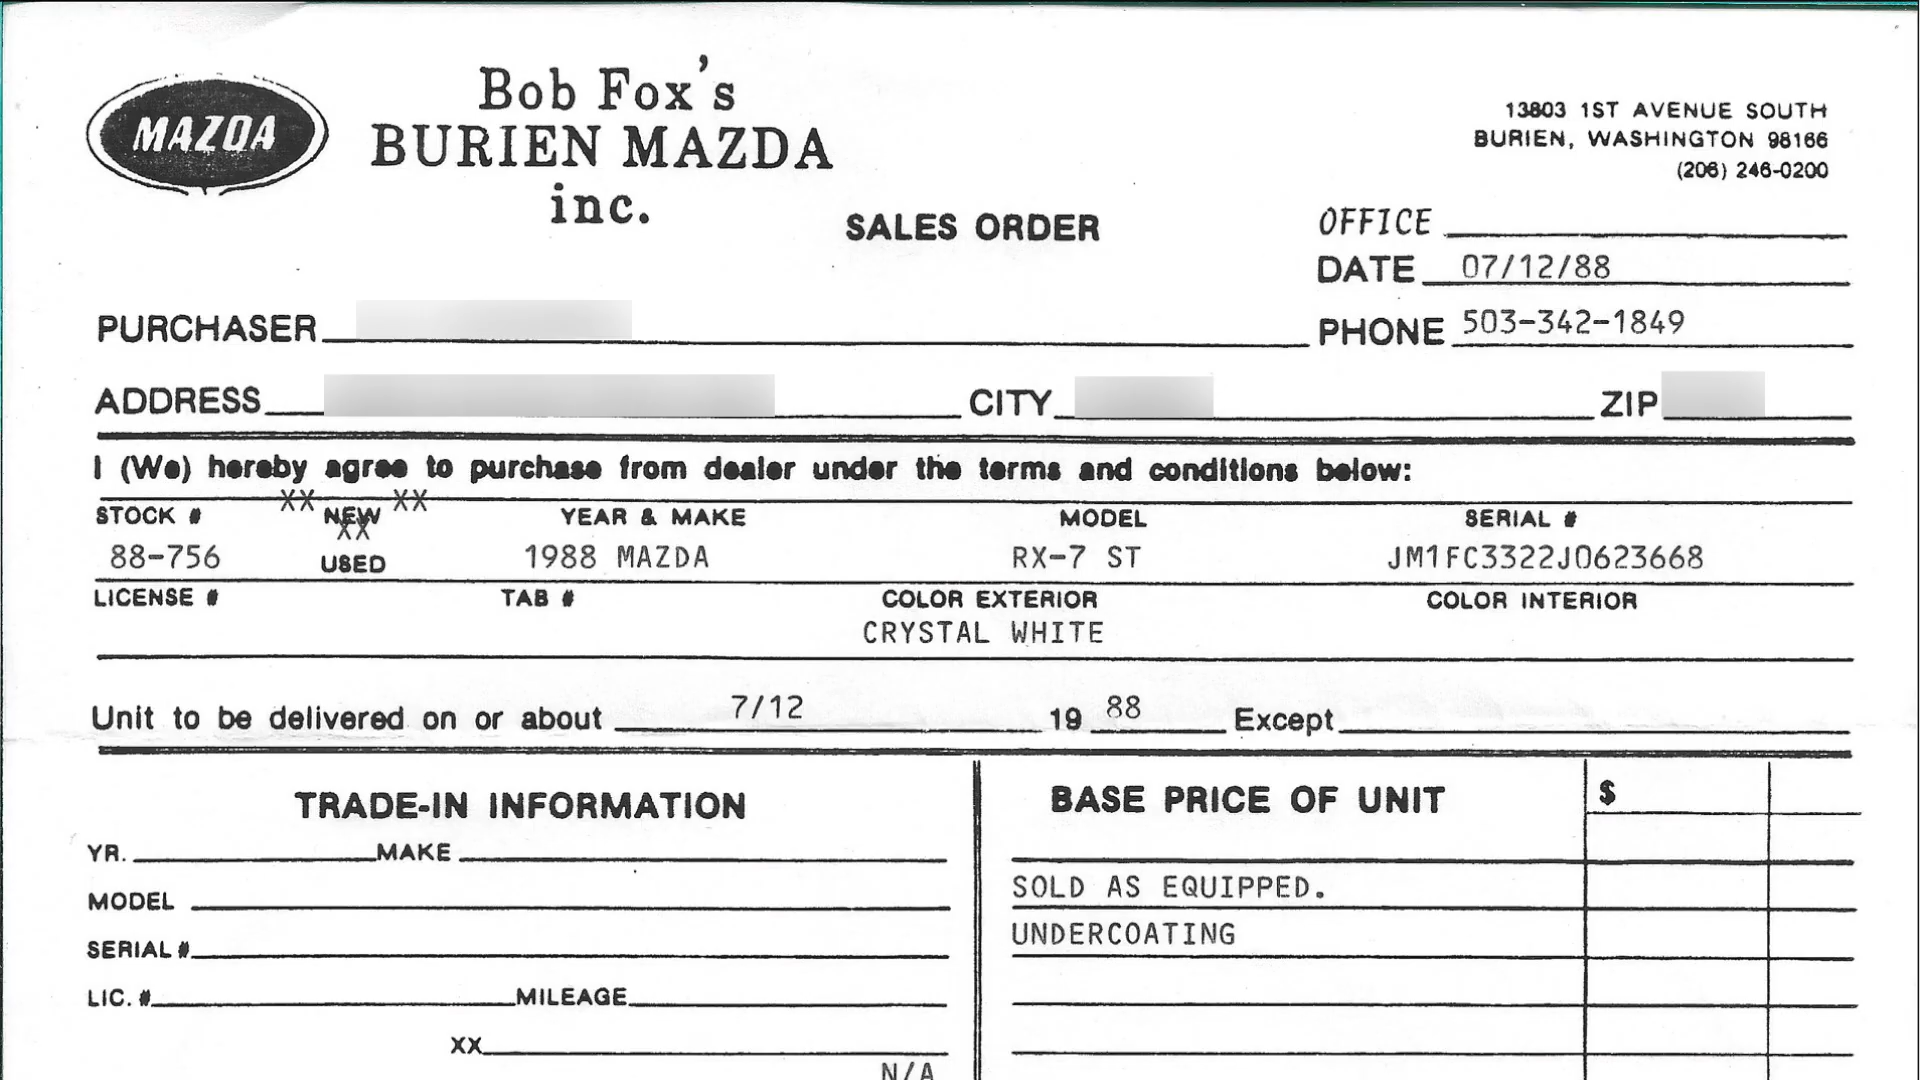 MAZDA
Bob Fox's
BURIEN MAZDA
inc.
13803 1ST AVENUE SOUTH
BURIEN, WASHINGTON 98166
(206) 246-0200
SALES ORDER
OFFICE
DATE 07/12/88
PURCHASER
PHONE 503-342-1849
ADDRESS CITY ZIP
I (We) hereby agree to purchase from dealer under the terms and conditions below:
XX NEW XX
XX
STOCK # YEAR & MAKE MODEL SERIAL #
88-756 USED 1988 MAZDA RX-7 ST JM1FC3322J0623668
LICENSE # TAB # COLOR EXTERIOR COLOR INTERIOR
CRYSTAL WHITE
Unit to be delivered on or about 7/12 19 88 Except
TRADE-IN INFORMATION
YR. MAKE
MODEL
SERIAL #
LIC. # MILEAGE
XX
N/A
BASE PRICE OF UNIT $
SOLD AS EQUIPPED.
UNDERCOATING